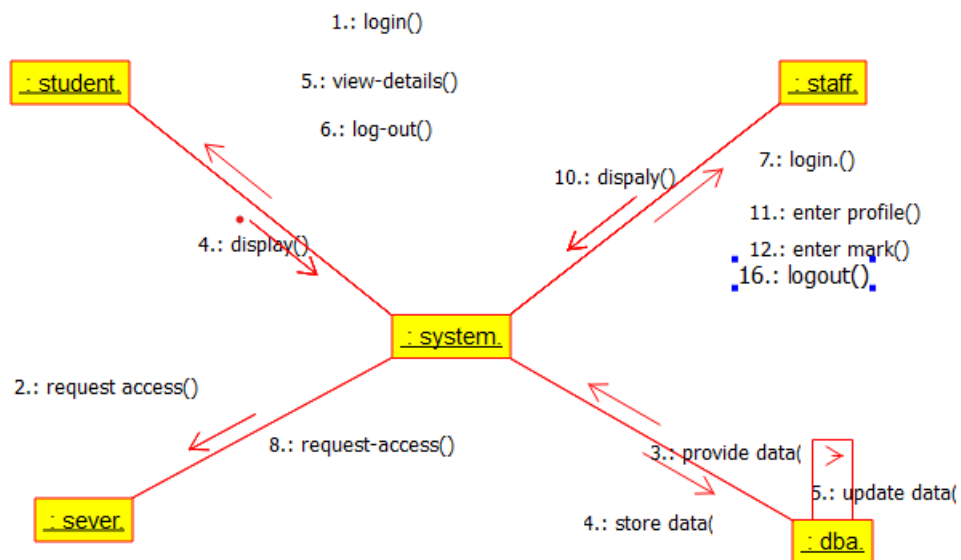 1.: login()
: student.
5.: view-details()
: staff.
6.: log-out()
7.: login.()
10.: dispaly()
11.: enter profile()
4.: display()
12.: enter mark()
16.: logout()
: system.
2.: request access()
8.: request-access()
3.: provide data(
5.: update data(
: sever.
4.: store data(
: dba.